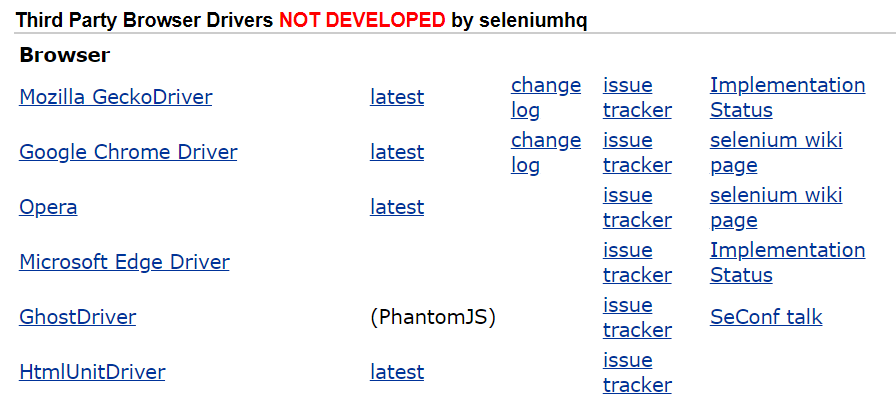 Third Party Browser Drivers NOT DEVELOPED by seleniumhq
Browser
Mozilla GeckoDriver latest change log issue tracker Implementation Status
Google Chrome Driver latest change log issue tracker selenium wiki page
Opera latest issue tracker selenium wiki page
Microsoft Edge Driver issue tracker Implementation Status
GhostDriver (PhantomJS) issue tracker SeConf talk
HtmlUnitDriver latest issue tracker